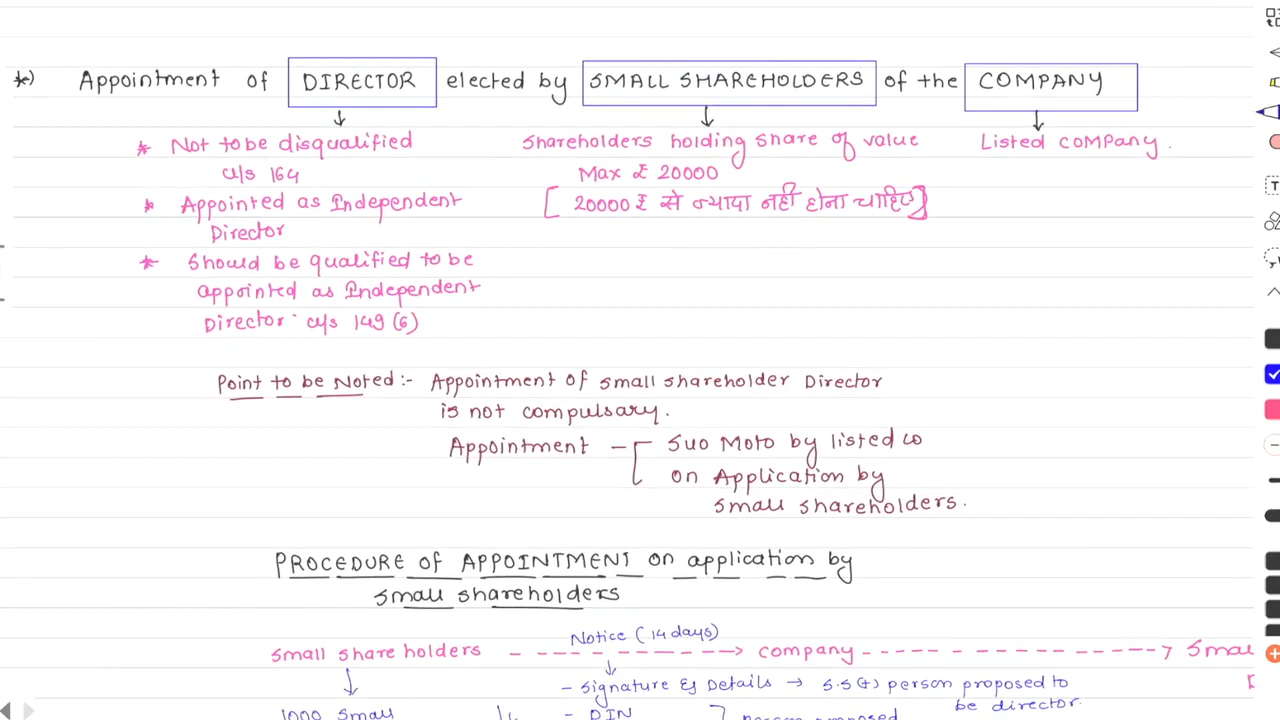 *) Appointment of DIRECTOR elected by SMALL SHAREHOLDERS of the COMPANY
* Not to be disqualified
u/s 164
* Appointed as Independent
Director
* Should be qualified to be
appointed as Independent
Director u/s 149 (6)
Shareholders holding share of value
Max ₹ 20000
[ 20000 ₹ से ज्यादा नहीं होना चाहिए ]
Listed COMPany.
Point to be Noted :- Appointment of small shareholder Director
is not compulsary.
Appointment - Suo Moto by listed co
on Application by
small shareholders.
PROCEDURE of APPOINTMENT on application by
small shareholders
Notice (14 days)
small share holders company Small
- Signature & Details → S.S (+) person proposed to
be director.
1000 small
- DIN
person proposed